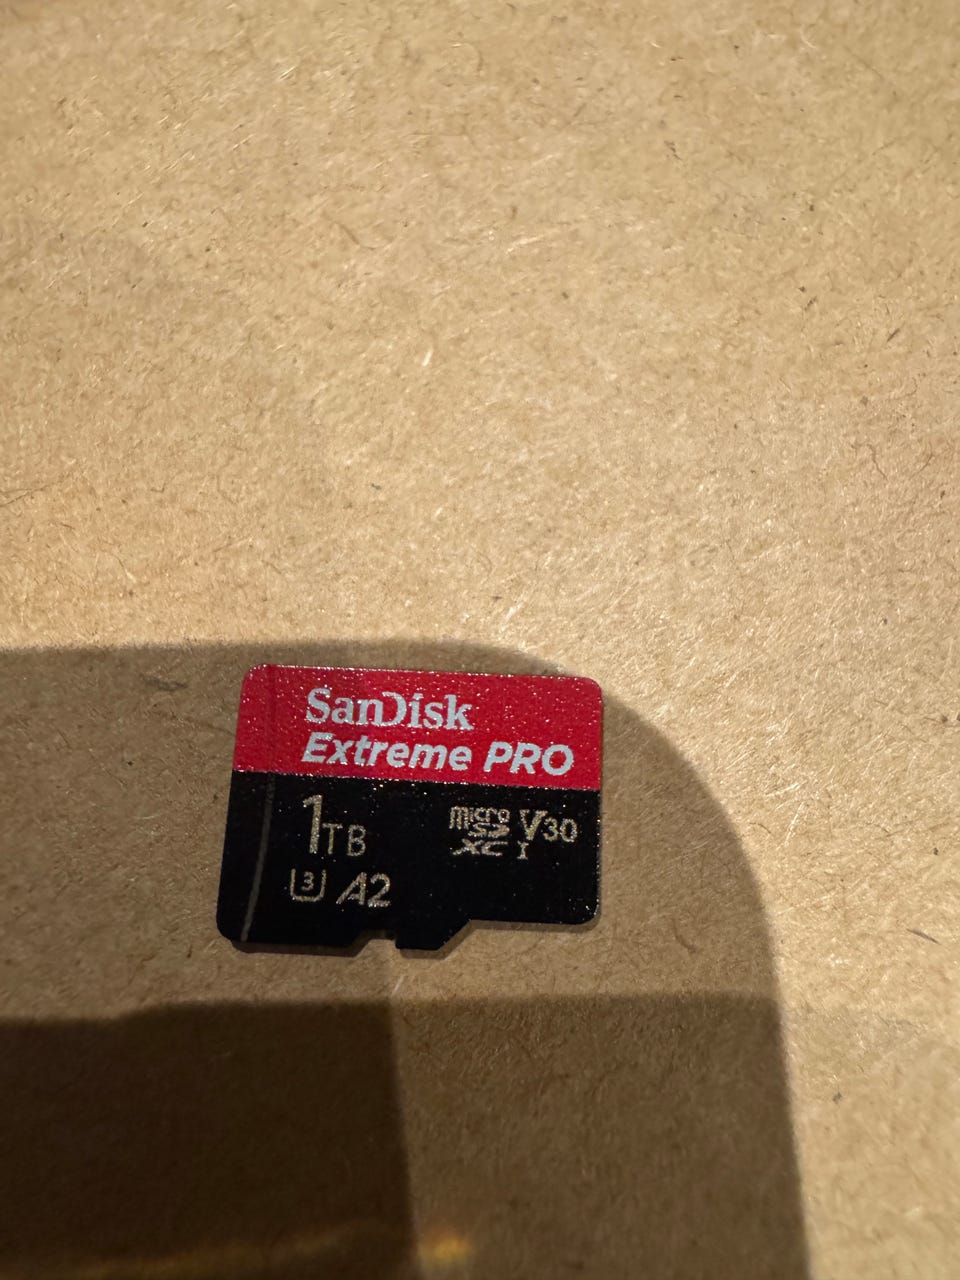 SanDisk
Extreme PRO
1TB
micro SD XC I V30
3 A2